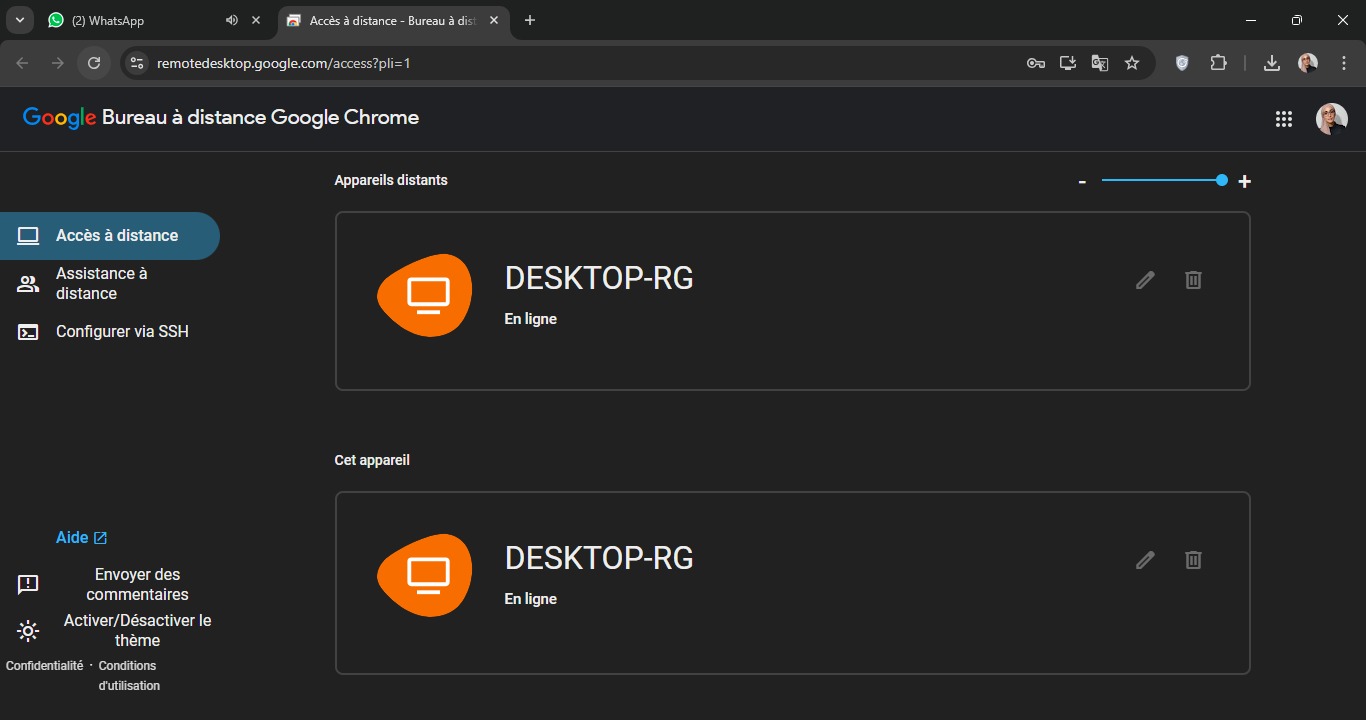 (2) WhatsApp
Accès à distance - Bureau à dist
remotedesktop.google.com/access?pli=1
Google Bureau à distance Google Chrome
Appareils distants
-
+
Accès à distance
Assistance à
distance
Configurer via SSH
DESKTOP-RG
En ligne
Cet appareil
DESKTOP-RG
En ligne
Aide
Envoyer des
commentaires
Activer/Désactiver le
thème
Confidentialité · Conditions
d'utilisation